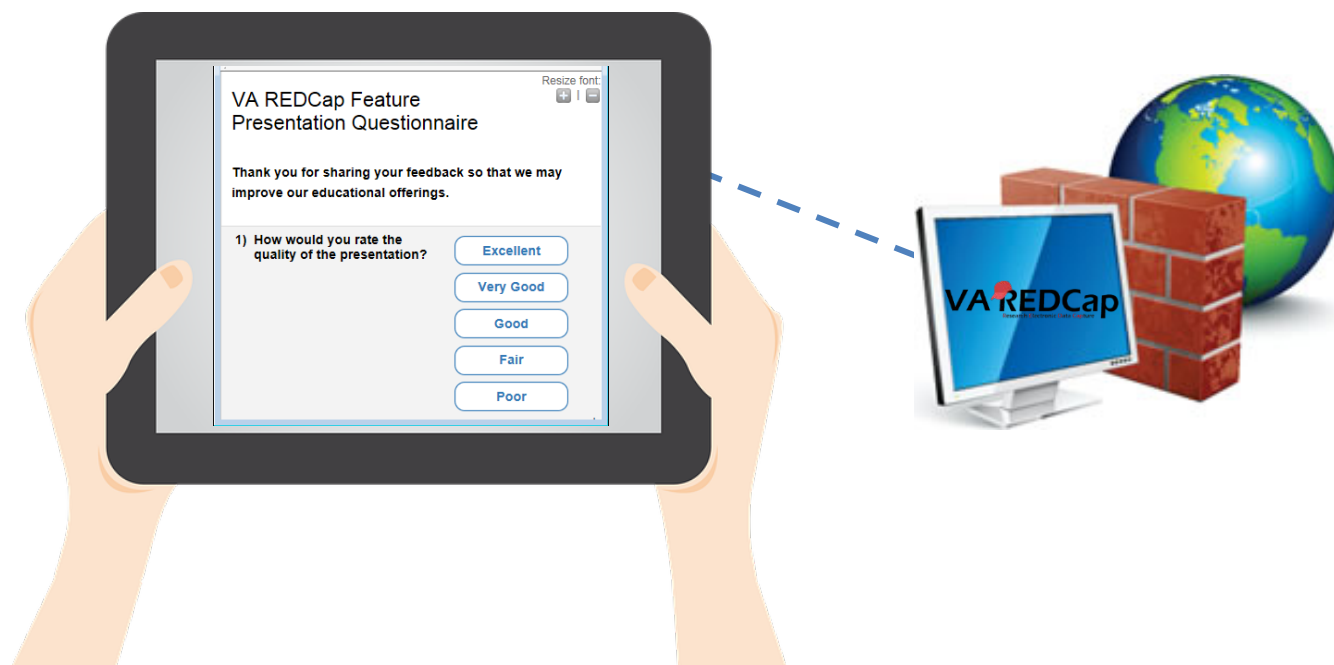 Resize font:
+ | −
VA REDCap Feature
Presentation Questionnaire
Thank you for sharing your feedback so that we may
improve our educational offerings.
1) How would you rate the
quality of the presentation?
Excellent
Very Good
Good
Fair
Poor
VA REDCap